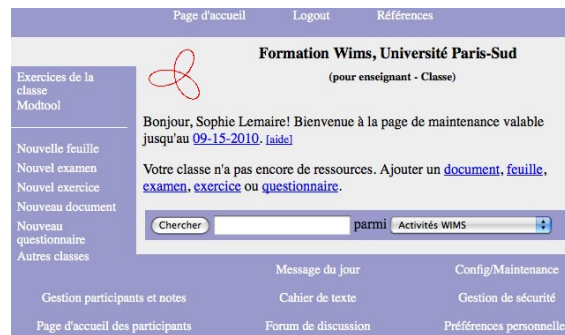 Page d'accueil Logout Références
Formation Wims, Université Paris-Sud
(pour enseignant - Classe)
Exercices de la
classe
Modtool
Bonjour, Sophie Lemaire! Bienvenue à la page de maintenance valable
jusqu'au 09-15-2010. [aide]
Nouvelle feuille
Nouvel examen
Nouvel exercice
Nouveau document
Nouveau
questionnaire
Autres classes
Votre classe n'a pas encore de ressources. Ajouter un document, feuille,
examen, exercice ou questionnaire.
Chercher parmi Activités WIMS
Message du jour Config/Maintenance
Gestion participants et notes Cahier de texte Gestion de sécurité
Page d'accueil des participants Forum de discussion Préférences personnelle